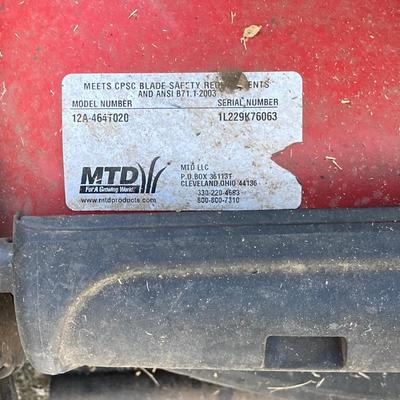 MEETS CPSC BLADE SAFETY REQUIREMENTS
AND ANSI B71.1-2003
MODEL NUMBER SERIAL NUMBER
12A-464T020 1L229K76063
MTD
For A Growing World.
www.mtdproducts.com
MTD LLC
P.O.BOX 361131
CLEVELAND OHIO 44136
330-220-4683
800-800-7310